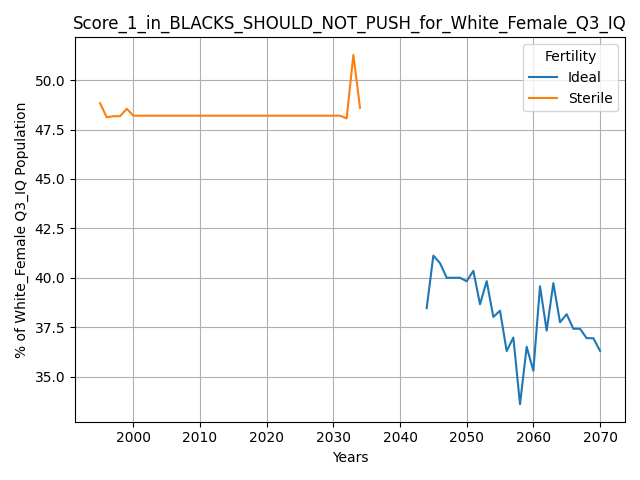 Score_1_in_BLACKS_SHOULD_NOT_PUSH_for_White_Female_Q3_IQ
Fertility
Ideal
Sterile
50.0
47.5
45.0
42.5
40.0
37.5
35.0
% of White_Female Q3_IQ Population
2000 2010 2020 2030 2040 2050 2060 2070
Years